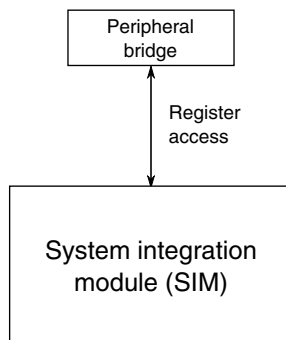 Peripheral
bridge
Register
access
System integration
module (SIM)